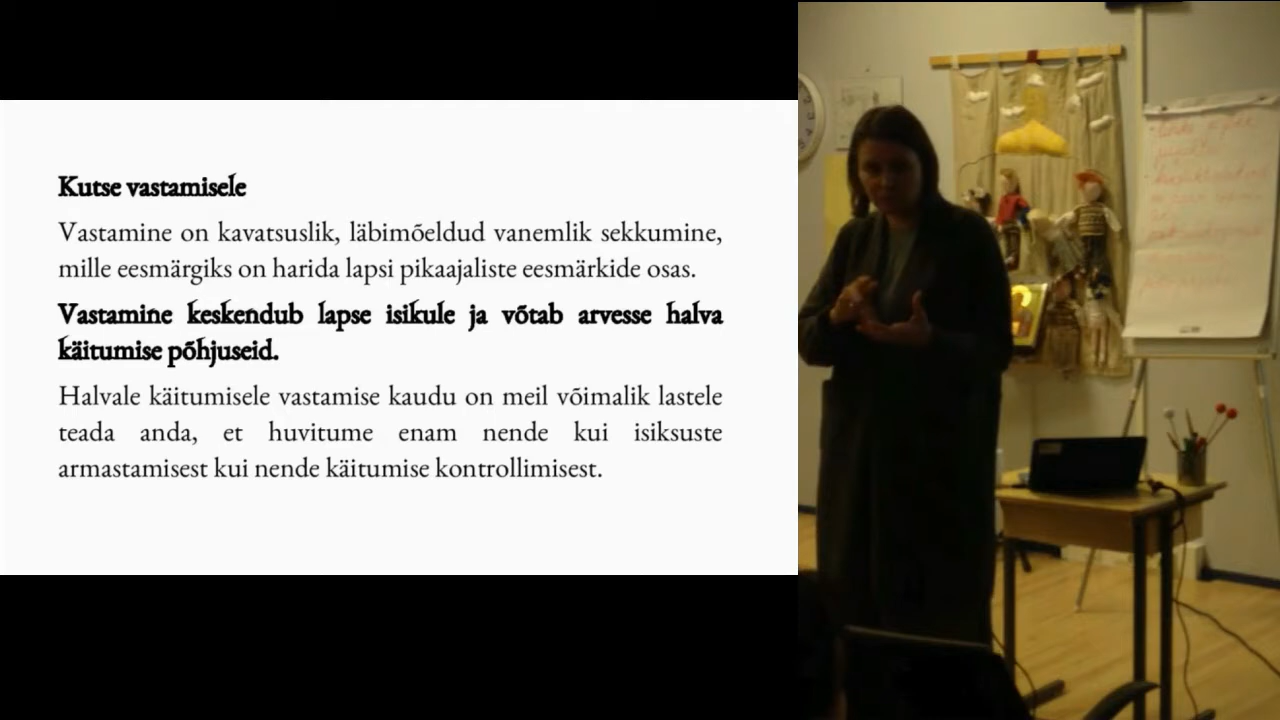 Kutse vastamisele
Vastamine on kavatsuslik, läbimõeldud vanemlik sekkumine,
mille eesmärgiks on harida lapsi pikaajaliste eesmärkide osas.
Vastamine keskendub lapse isikule ja võtab arvesse halva
käitumise põhjuseid.
Halvale käitumisele vastamise kaudu on meil võimalik lastele
teada anda, et huvitume enam nende kui isiksuste
armastamisest kui nende käitumise kontrollimisest.